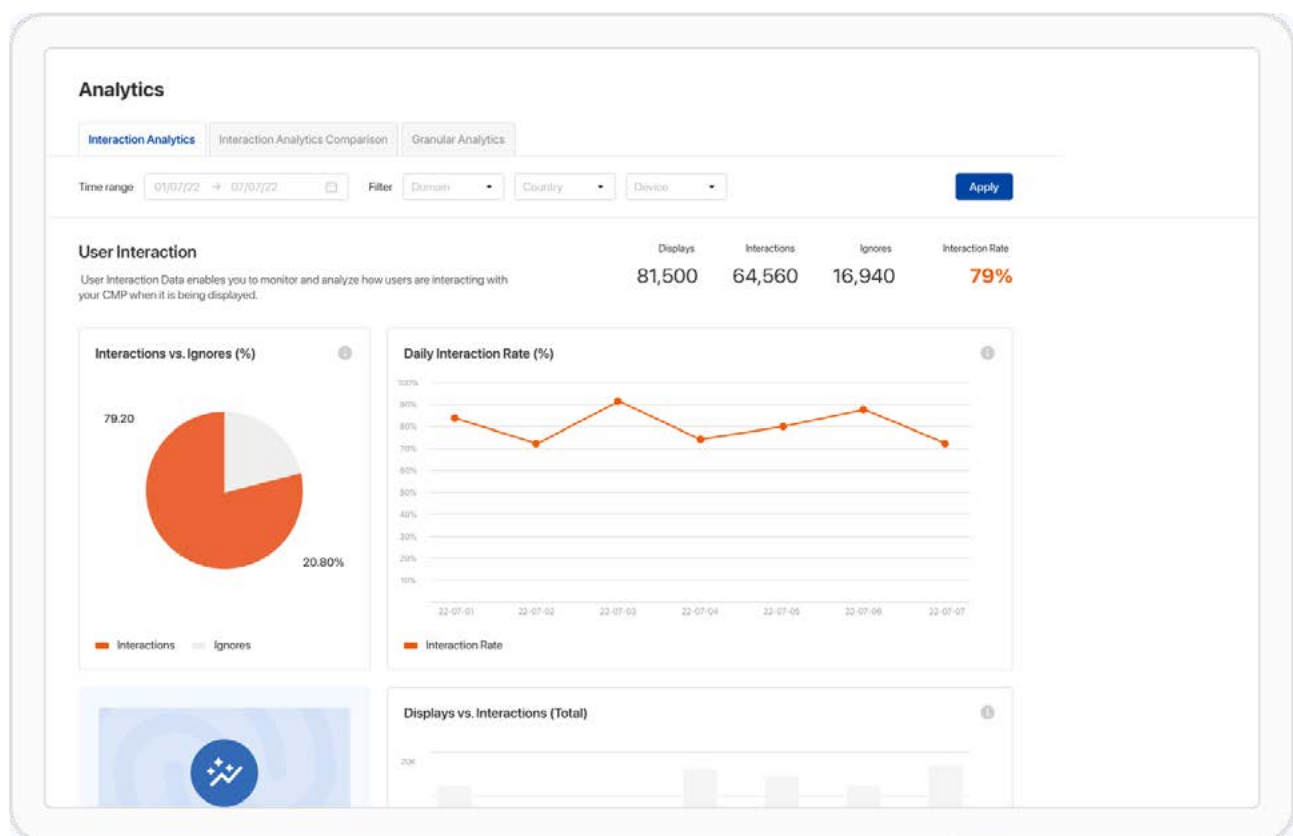 Analytics
Interaction Analytics Interaction Analytics Comparison Granular Analytics
Time range 01/07/22 → 07/07/22 Filter Domain Country Device Apply
User Interaction
User Interaction Data enables you to monitor and analyze how users are interacting with
your CMP when it is being displayed.
Displays Interactions Ignores Interaction Rate
81,500 64,560 16,940 79%
Interactions vs. Ignores (%)
79.20
20.80%
Interactions Ignores
Daily Interaction Rate (%)
100%
90%
80%
70%
60%
50%
40%
30%
20%
10%
22-07-01 22-07-02 22-07-03 22-07-04 22-07-05 22-07-06 22-07-07
Interaction Rate
Displays vs. Interactions (Total)
20K